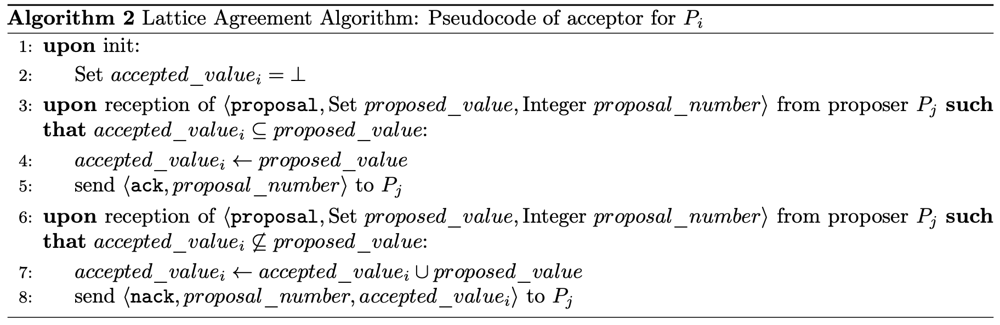 Algorithm 2 Lattice Agreement Algorithm: Pseudocode of acceptor for P_i
1: upon init:
2: Set accepted_value_i = ⊥
3: upon reception of ⟨proposal, Set proposed_value, Integer proposal_number⟩ from proposer P_j such
that accepted_value_i ⊆ proposed_value:
4: accepted_value_i ← proposed_value
5: send ⟨ack, proposal_number⟩ to P_j
6: upon reception of ⟨proposal, Set proposed_value, Integer proposal_number⟩ from proposer P_j such
that accepted_value_i ⊈ proposed_value:
7: accepted_value_i ← accepted_value_i ∪ proposed_value
8: send ⟨nack, proposal_number, accepted_value_i⟩ to P_j